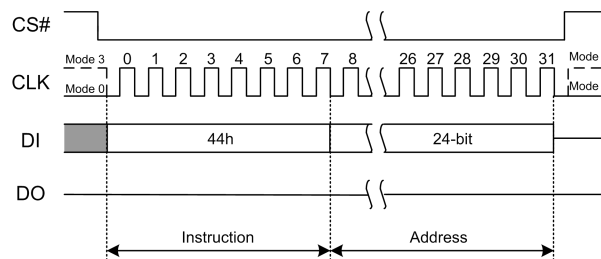 CS#
Mode 3 0 1 2 3 4 5 6 7 8 26 27 28 29 30 31 Mode
CLK
Mode 0 Mode
DI 44h 24-bit
DO
Instruction Address